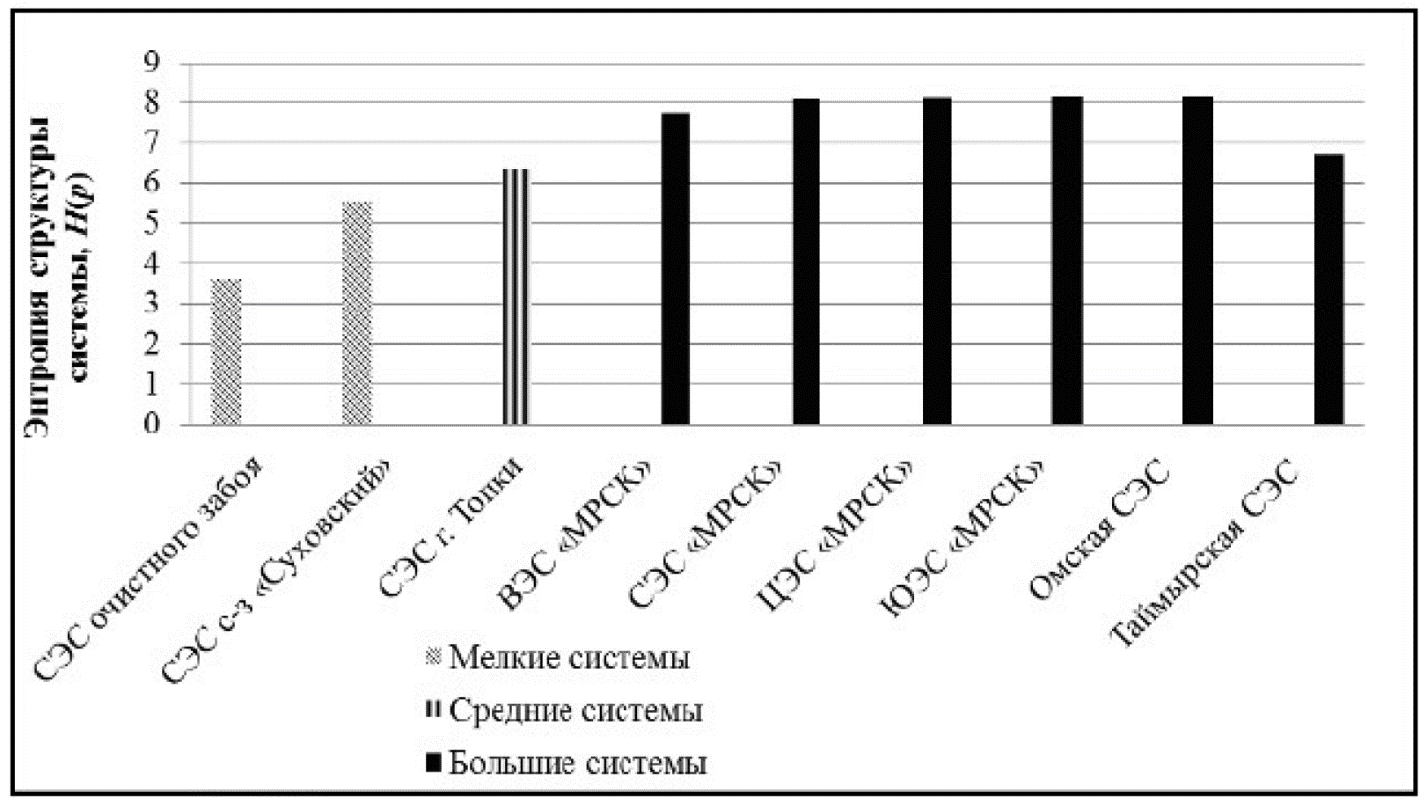 Энтропия структуры
системы, H(p)
9
8
7
6
5
4
3
2
1
0
СЭС очистного забоя
СЭС с-з «Суховский»
СЭС г. Топки
ВЭС «МРСК»
СЭС «МРСК»
ЦЭС «МРСК»
ЮЭС «МРСК»
Омская СЭС
Таймырская СЭС
Мелкие системы
Средние системы
Большие системы